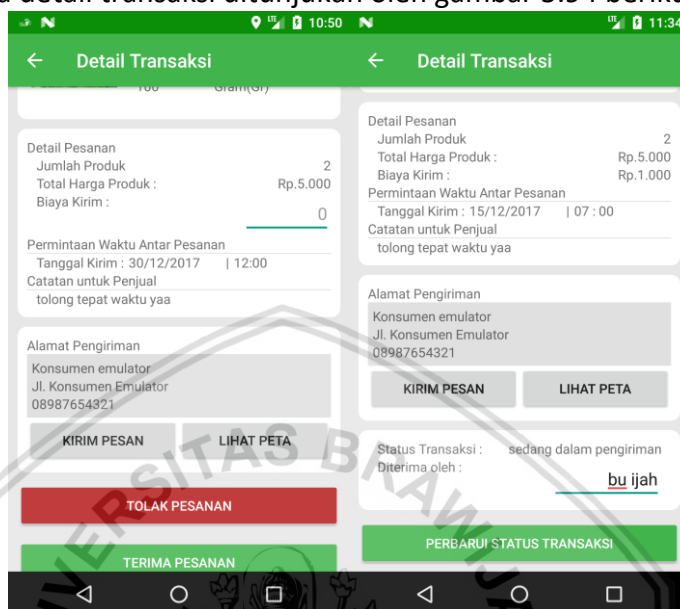 detail transaksi ditunjukan oleh gambar 5.
10:50
Detail Transaksi
100 Gram(Gr)
Detail Pesanan
Jumlah Produk 2
Total Harga Produk : Rp.5.000
Biaya Kirim :
0
Permintaan Waktu Antar Pesanan
Tanggal Kirim : 30/12/2017 | 12:00
Catatan untuk Penjual
tolong tepat waktu yaa
Alamat Pengiriman
Konsumen emulator
Jl. Konsumen Emulator
08987654321
KIRIM PESAN LIHAT PETA
TOLAK PESANAN
TERIMA PESANAN
11:34
Detail Transaksi
Detail Pesanan
Jumlah Produk 2
Total Harga Produk : Rp.5.000
Biaya Kirim : Rp.1.000
Permintaan Waktu Antar Pesanan
Tanggal Kirim : 15/12/2017 | 07 : 00
Catatan untuk Penjual
tolong tepat waktu yaa
Alamat Pengiriman
Konsumen emulator
Jl. Konsumen Emulator
08987654321
KIRIM PESAN LIHAT PETA
Status Transaksi : sedang dalam pengiriman
Diterima oleh :
bu ijah
PERBARUI STATUS TRANSAKSI